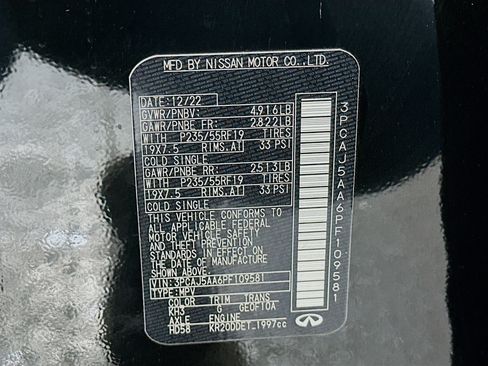 MFD BY NISSAN MOTOR CO.,LTD.
DATE: 12/22
GVWR/PNBV: 4916LB
GAWR/PNBE FR: 2822LB
WITH P235/55RF19 TIRES
19X7.5 RIMS,AT 33 PSI
COLD SINGLE
GAWR/PNBE RR: 2513LB
WITH P235/55RF19 TIRES
19X7.5 RIMS,AT 33 PSI
COLD SINGLE
THIS VEHICLE CONFORMS TO
ALL APPLICABLE FEDERAL
MOTOR VEHICLE SAFETY AND
THEFT PREVENTION
STANDARDS IN EFFECT ON
THE DATE OF MANUFACTURE
SHOWN ABOVE.
VIN:3PCAJ5AA6PF109581
TYPE:MPV
COLOR TRIM TRANS
KH3 G GE0F10A
AXLE ENGINE
HD58 KR20DDET 1997cc
3PCAJ5AA6PF109581